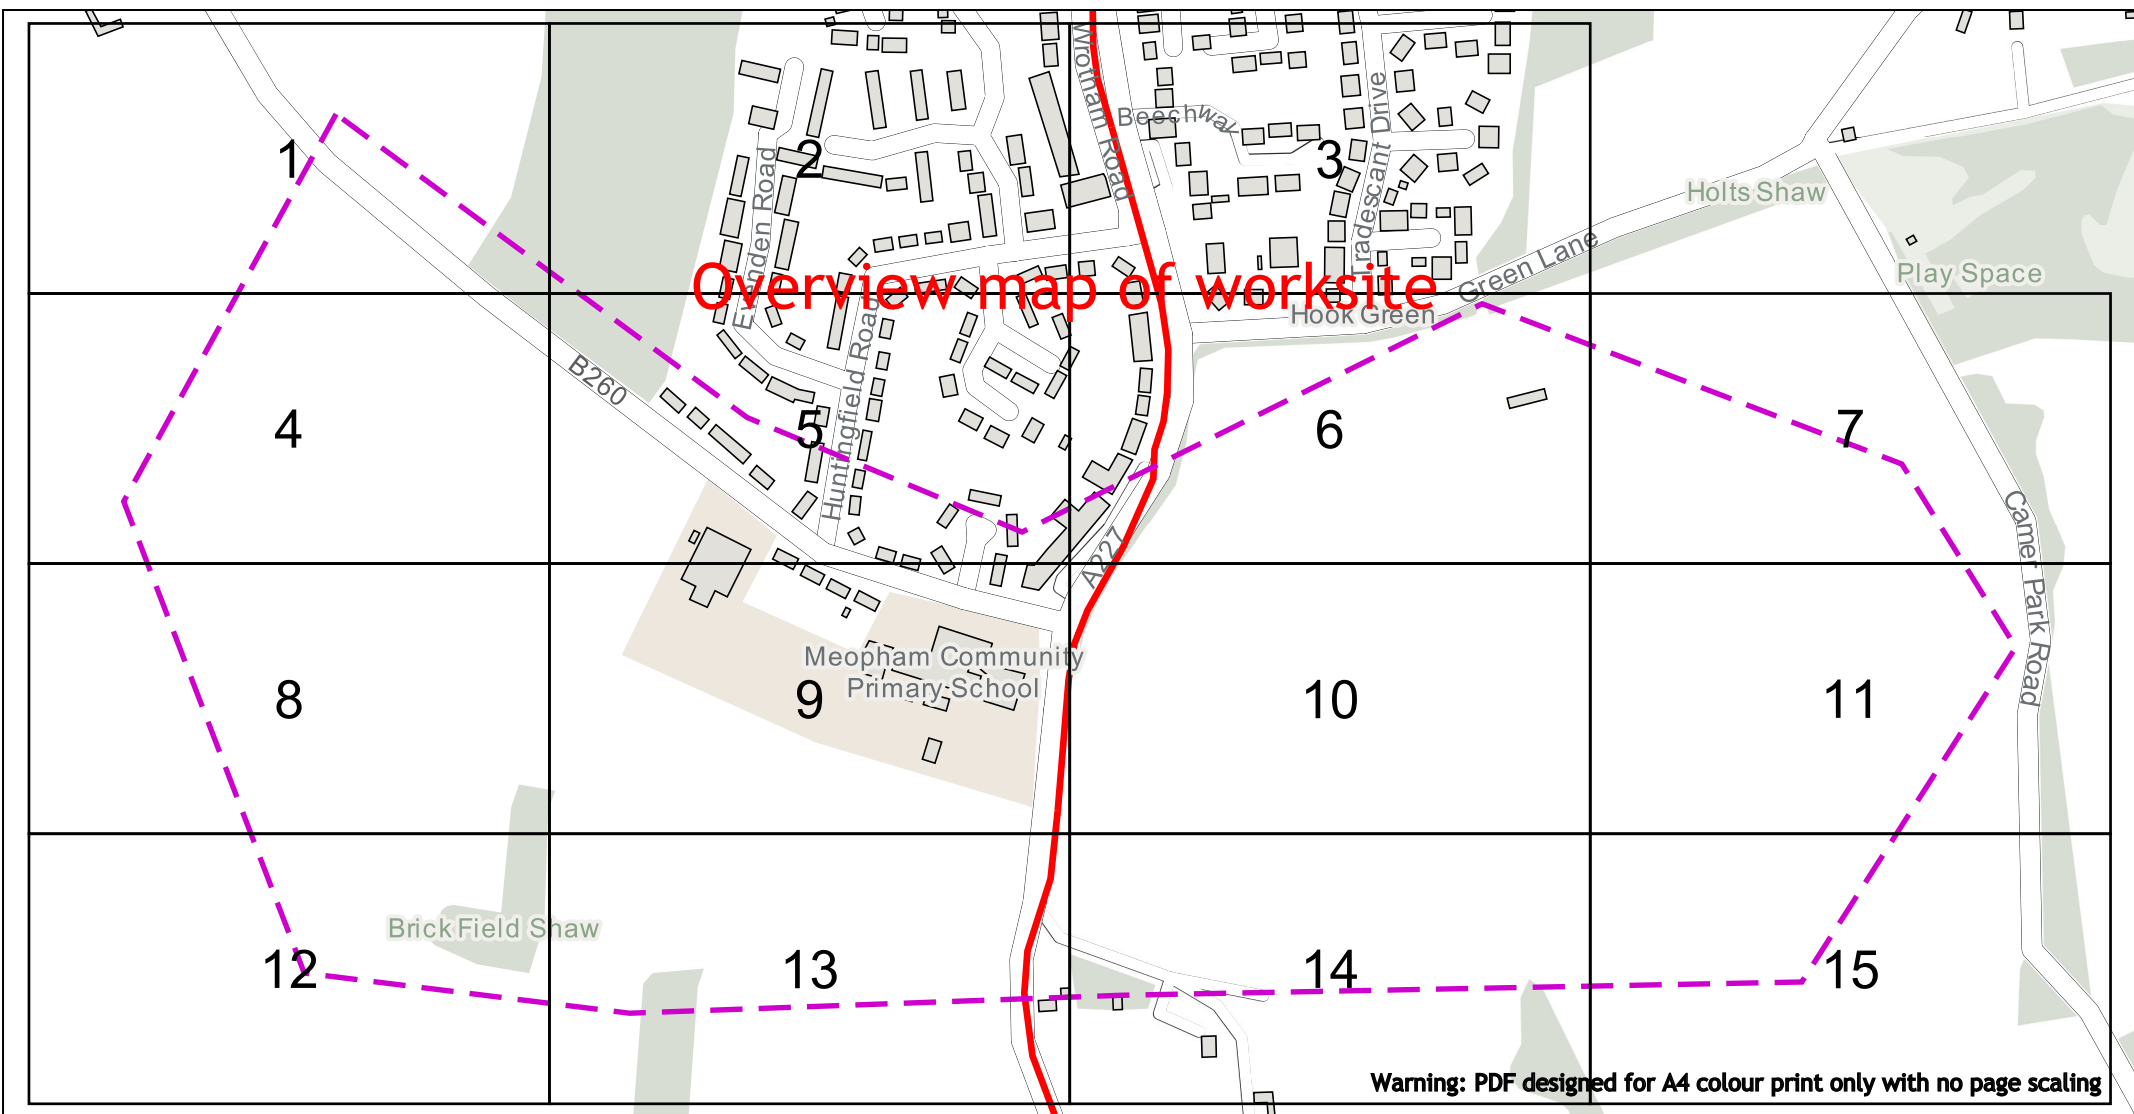 Wrotham Road
Beechway
1
2
3
Evenden Road
Tradescant Drive
Holts Shaw
Green Lane
Play Space
Overview map of worksite
Hook Green
B260
Huntingfield Road
4
5
6
7
A227
Camer Park Road
Meopham Community
Primary School
8
9
10
11
Brick Field Shaw
12
13
14
15
Warning: PDF designed for A4 colour print only with no page scaling